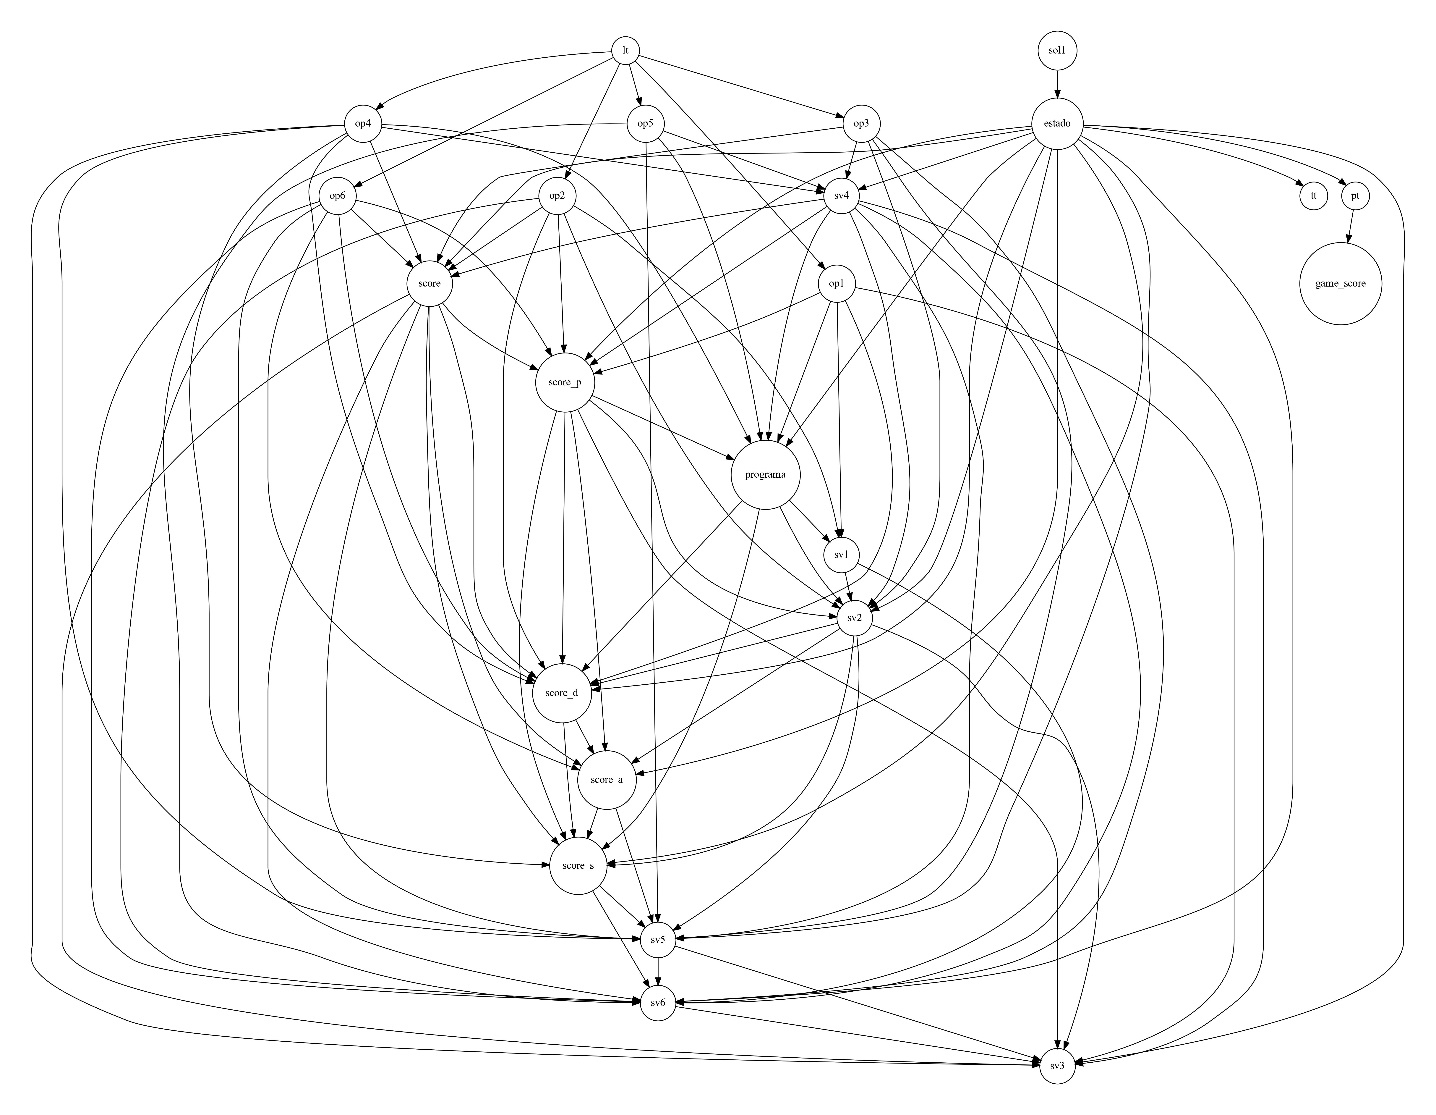 lt
sol1
op4
op5
op3
estado
op6
op2
sv4
tt
pt
score
op1
game_score
score_p
programa
sv1
sv2
score_d
score_a
score_s
sv5
sv6
sv3